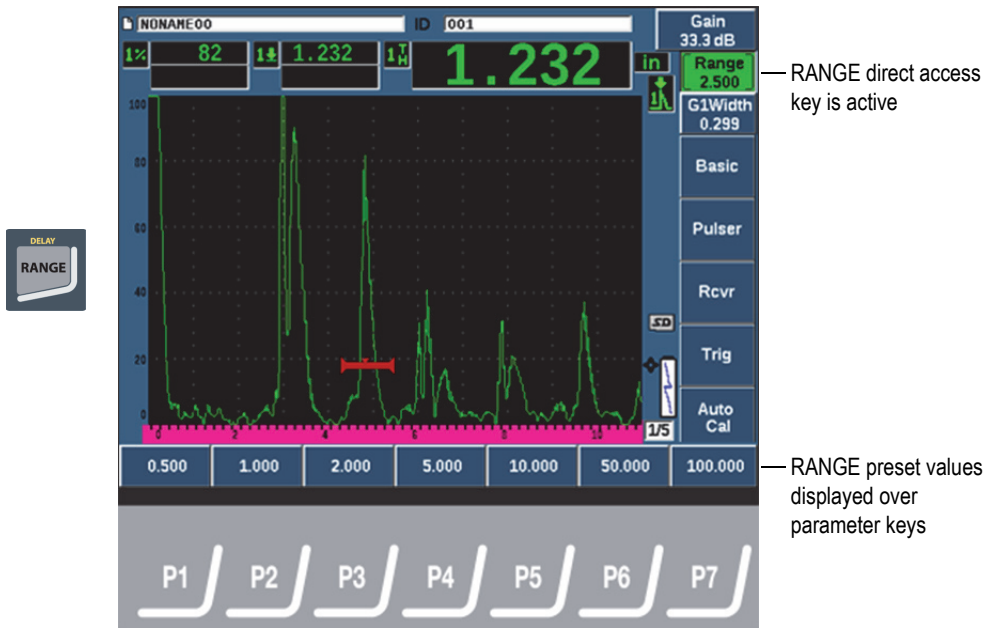 NONAME00
ID 001
Gain
33.3 dB
1% 82
1 1.232
1 T H 1.232
in
Range
2.500
RANGE direct access
key is active
1
G1Width
0.299
Basic
Pulser
Rcvr
Trig
Auto
Cal
100
80
60
40
20
0
0 2 4 6 8 10
SD
1/5
DELAY
RANGE
0.500 1.000 2.000 5.000 10.000 50.000 100.000
RANGE preset values
displayed over
parameter keys
P1 P2 P3 P4 P5 P6 P7